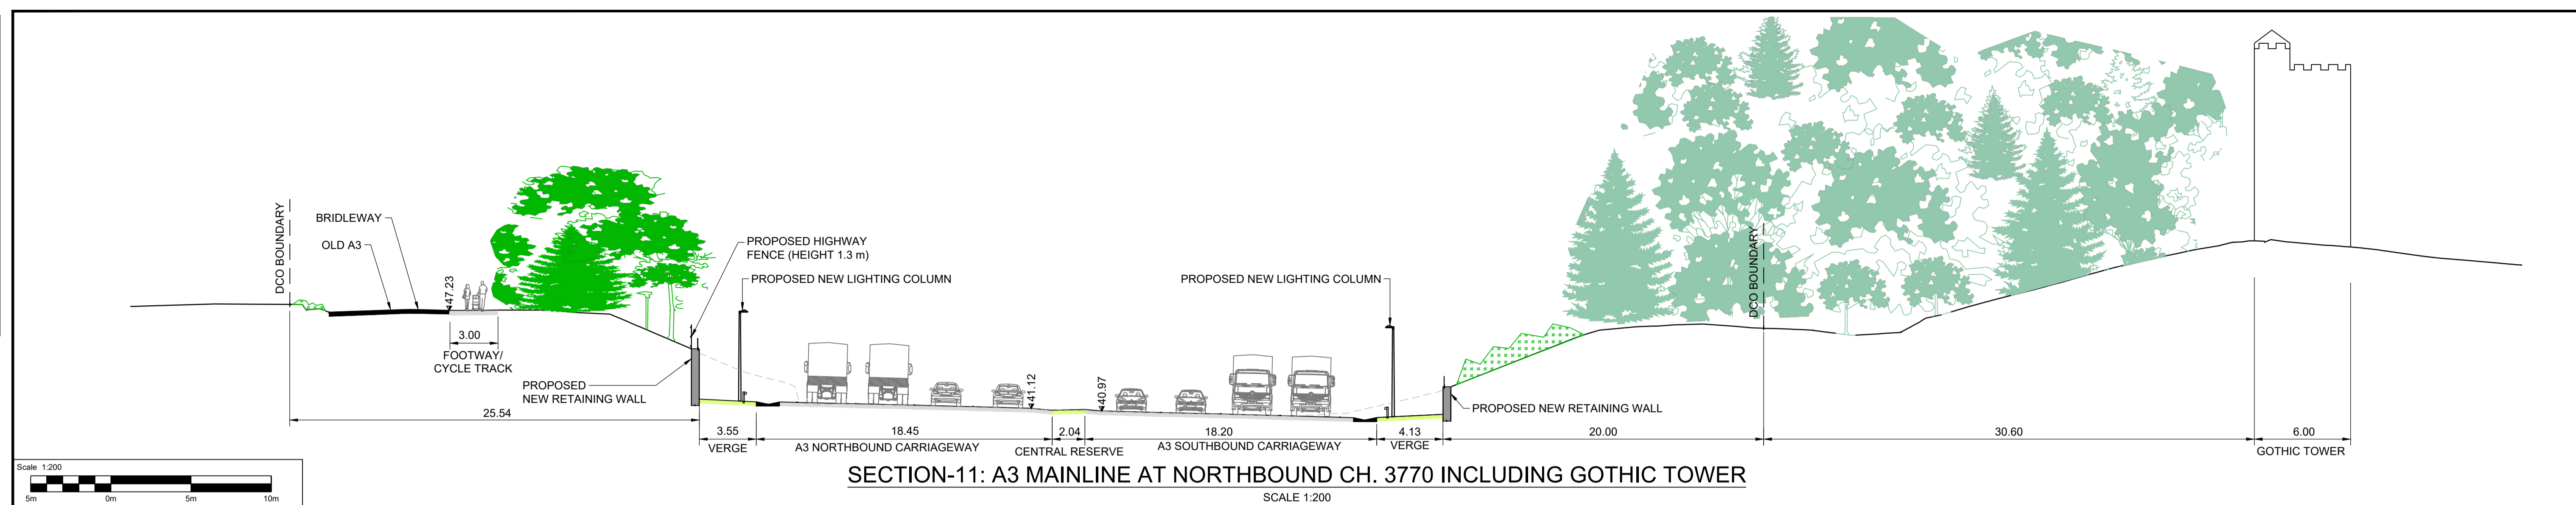 DCO BOUNDARY
BRIDLEWAY
OLD A3
47.23
3.00
FOOTWAY/
CYCLE TRACK
PROPOSED HIGHWAY
FENCE (HEIGHT 1.3 m)
PROPOSED NEW LIGHTING COLUMN
PROPOSED
NEW RETAINING WALL
25.54
41.12
40.97
PROPOSED NEW LIGHTING COLUMN
PROPOSED NEW RETAINING WALL
DCO BOUNDARY
3.55
VERGE
18.45
A3 NORTHBOUND CARRIAGEWAY
2.04
CENTRAL RESERVE
18.20
A3 SOUTHBOUND CARRIAGEWAY
4.13
VERGE
20.00
30.60
6.00
GOTHIC TOWER
SECTION-11: A3 MAINLINE AT NORTHBOUND CH. 3770 INCLUDING GOTHIC TOWER
SCALE 1:200
Scale 1:200
5m 0m 5m 10m